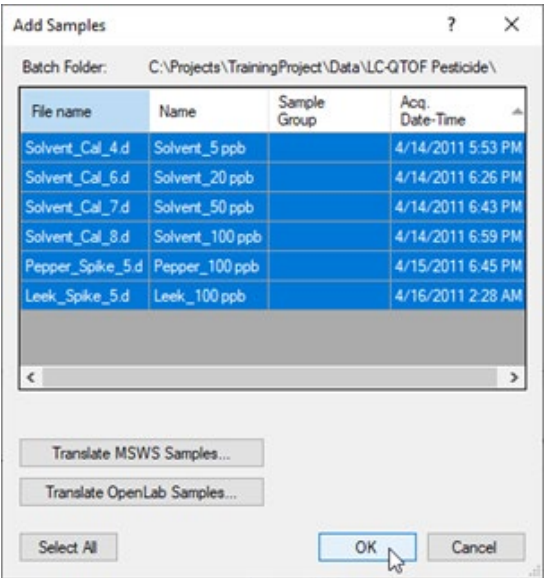 Add Samples ? X
Batch Folder: C:\Projects\TrainingProject\Data\LC-QTOF Pesticide\
File name Name Sample Group Acq. Date-Time
Solvent_Cal_4.d Solvent_5 ppb 4/14/2011 5:53 PM
Solvent_Cal_6.d Solvent_20 ppb 4/14/2011 6:26 PM
Solvent_Cal_7.d Solvent_50 ppb 4/14/2011 6:43 PM
Solvent_Cal_8.d Solvent_100 ppb 4/14/2011 6:59 PM
Pepper_Spike_5.d Pepper_100 ppb 4/15/2011 6:45 PM
Leek_Spike_5.d Leek_100 ppb 4/16/2011 2:28 AM
Translate MSWS Samples...
Translate OpenLab Samples...
Select All OK Cancel